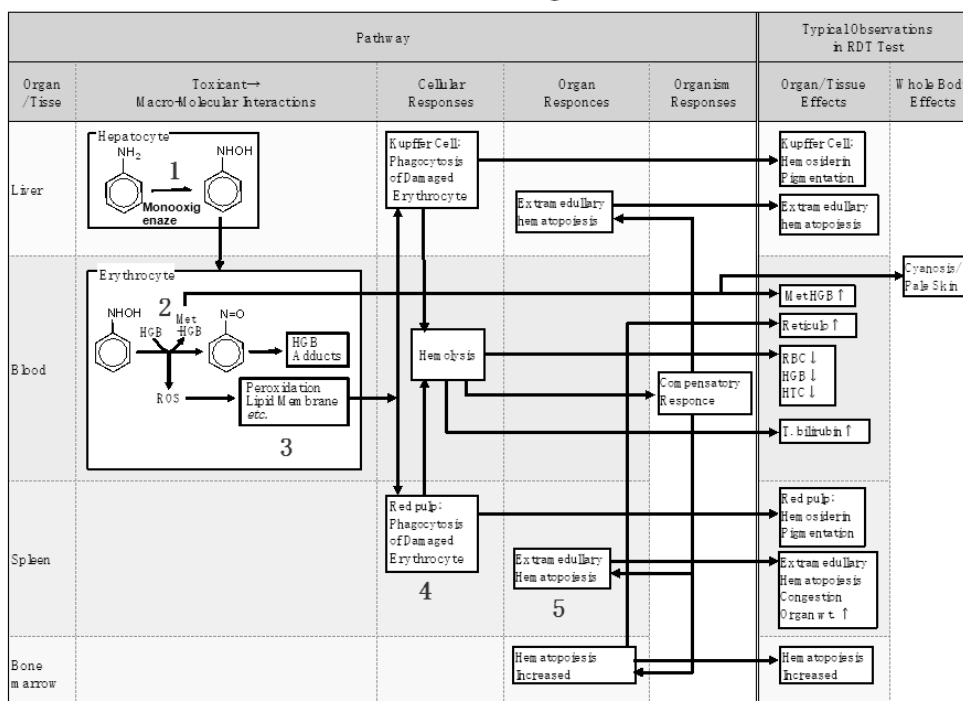 Pathway
Typical Observations
in RDT Test
Organ
/Tisse
Toxicant→
Macro-Molecular Interactions
Cellular
Responses
Organ
Responces
Organism
Responses
Organ/Tissue
Effects
Whole Bod
Effects
Liver
Hepatocyte
NH2
1
NHOH
Monooxig
enaze
Kupffer Cell:
Phagocytosis
of Damaged
Erythrocyte
Extramedullary
hematopoiesis
Kupffer Cell:
Hemosiderin
Pigmentation
Extramedullary
hematopoiesis
Blood
Erythrocyte
2
NHOH
HGB
Met
-HGB
N=O
HGB
Adducts
ROS
Peroxidation
Lipid Membrane
etc.
3
Hemolysis
Compensatory
Responce
Cyanosis/
Pale Skin
MetHGB↑
Reticulo↑
RBC↓
HGB↓
HTC↓
T.bilirubin↑
Spleen
Red pulp:
Phagocytosis
of Damaged
Erythrocyte
4
Extramedullary
Hematopoiesis
5
Red pulp:
Hemosiderin
Pigmentation
Extramedullary
Hematopoiesis
Congestion
Organ wt. ↑
Bone
marrow
Hematopoiesis
Increased
Hematopoiesis
Increased